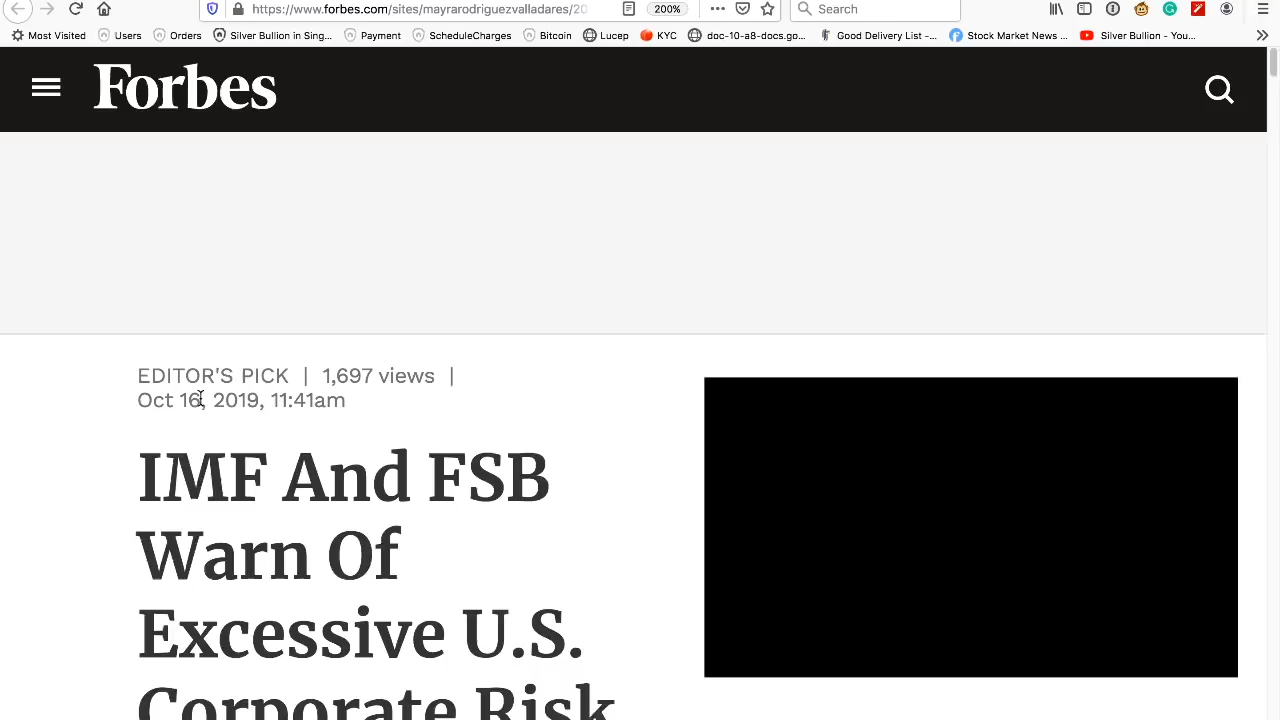 https://www.forbes.com/sites/mayrarodriguezvalladares/20
200%
Search
Most Visited
Users
Orders
Silver Bullion in Sing...
Payment
ScheduleCharges
Bitcoin
Lucep
KYC
doc-10-a8-docs.go...
Good Delivery List -...
Stock Market News ...
Silver Bullion - You...
Forbes
EDITOR'S PICK | 1,697 views |
Oct 16, 2019, 11:41am
IMF And FSB
Warn Of
Excessive U.S.
Corporate Risk